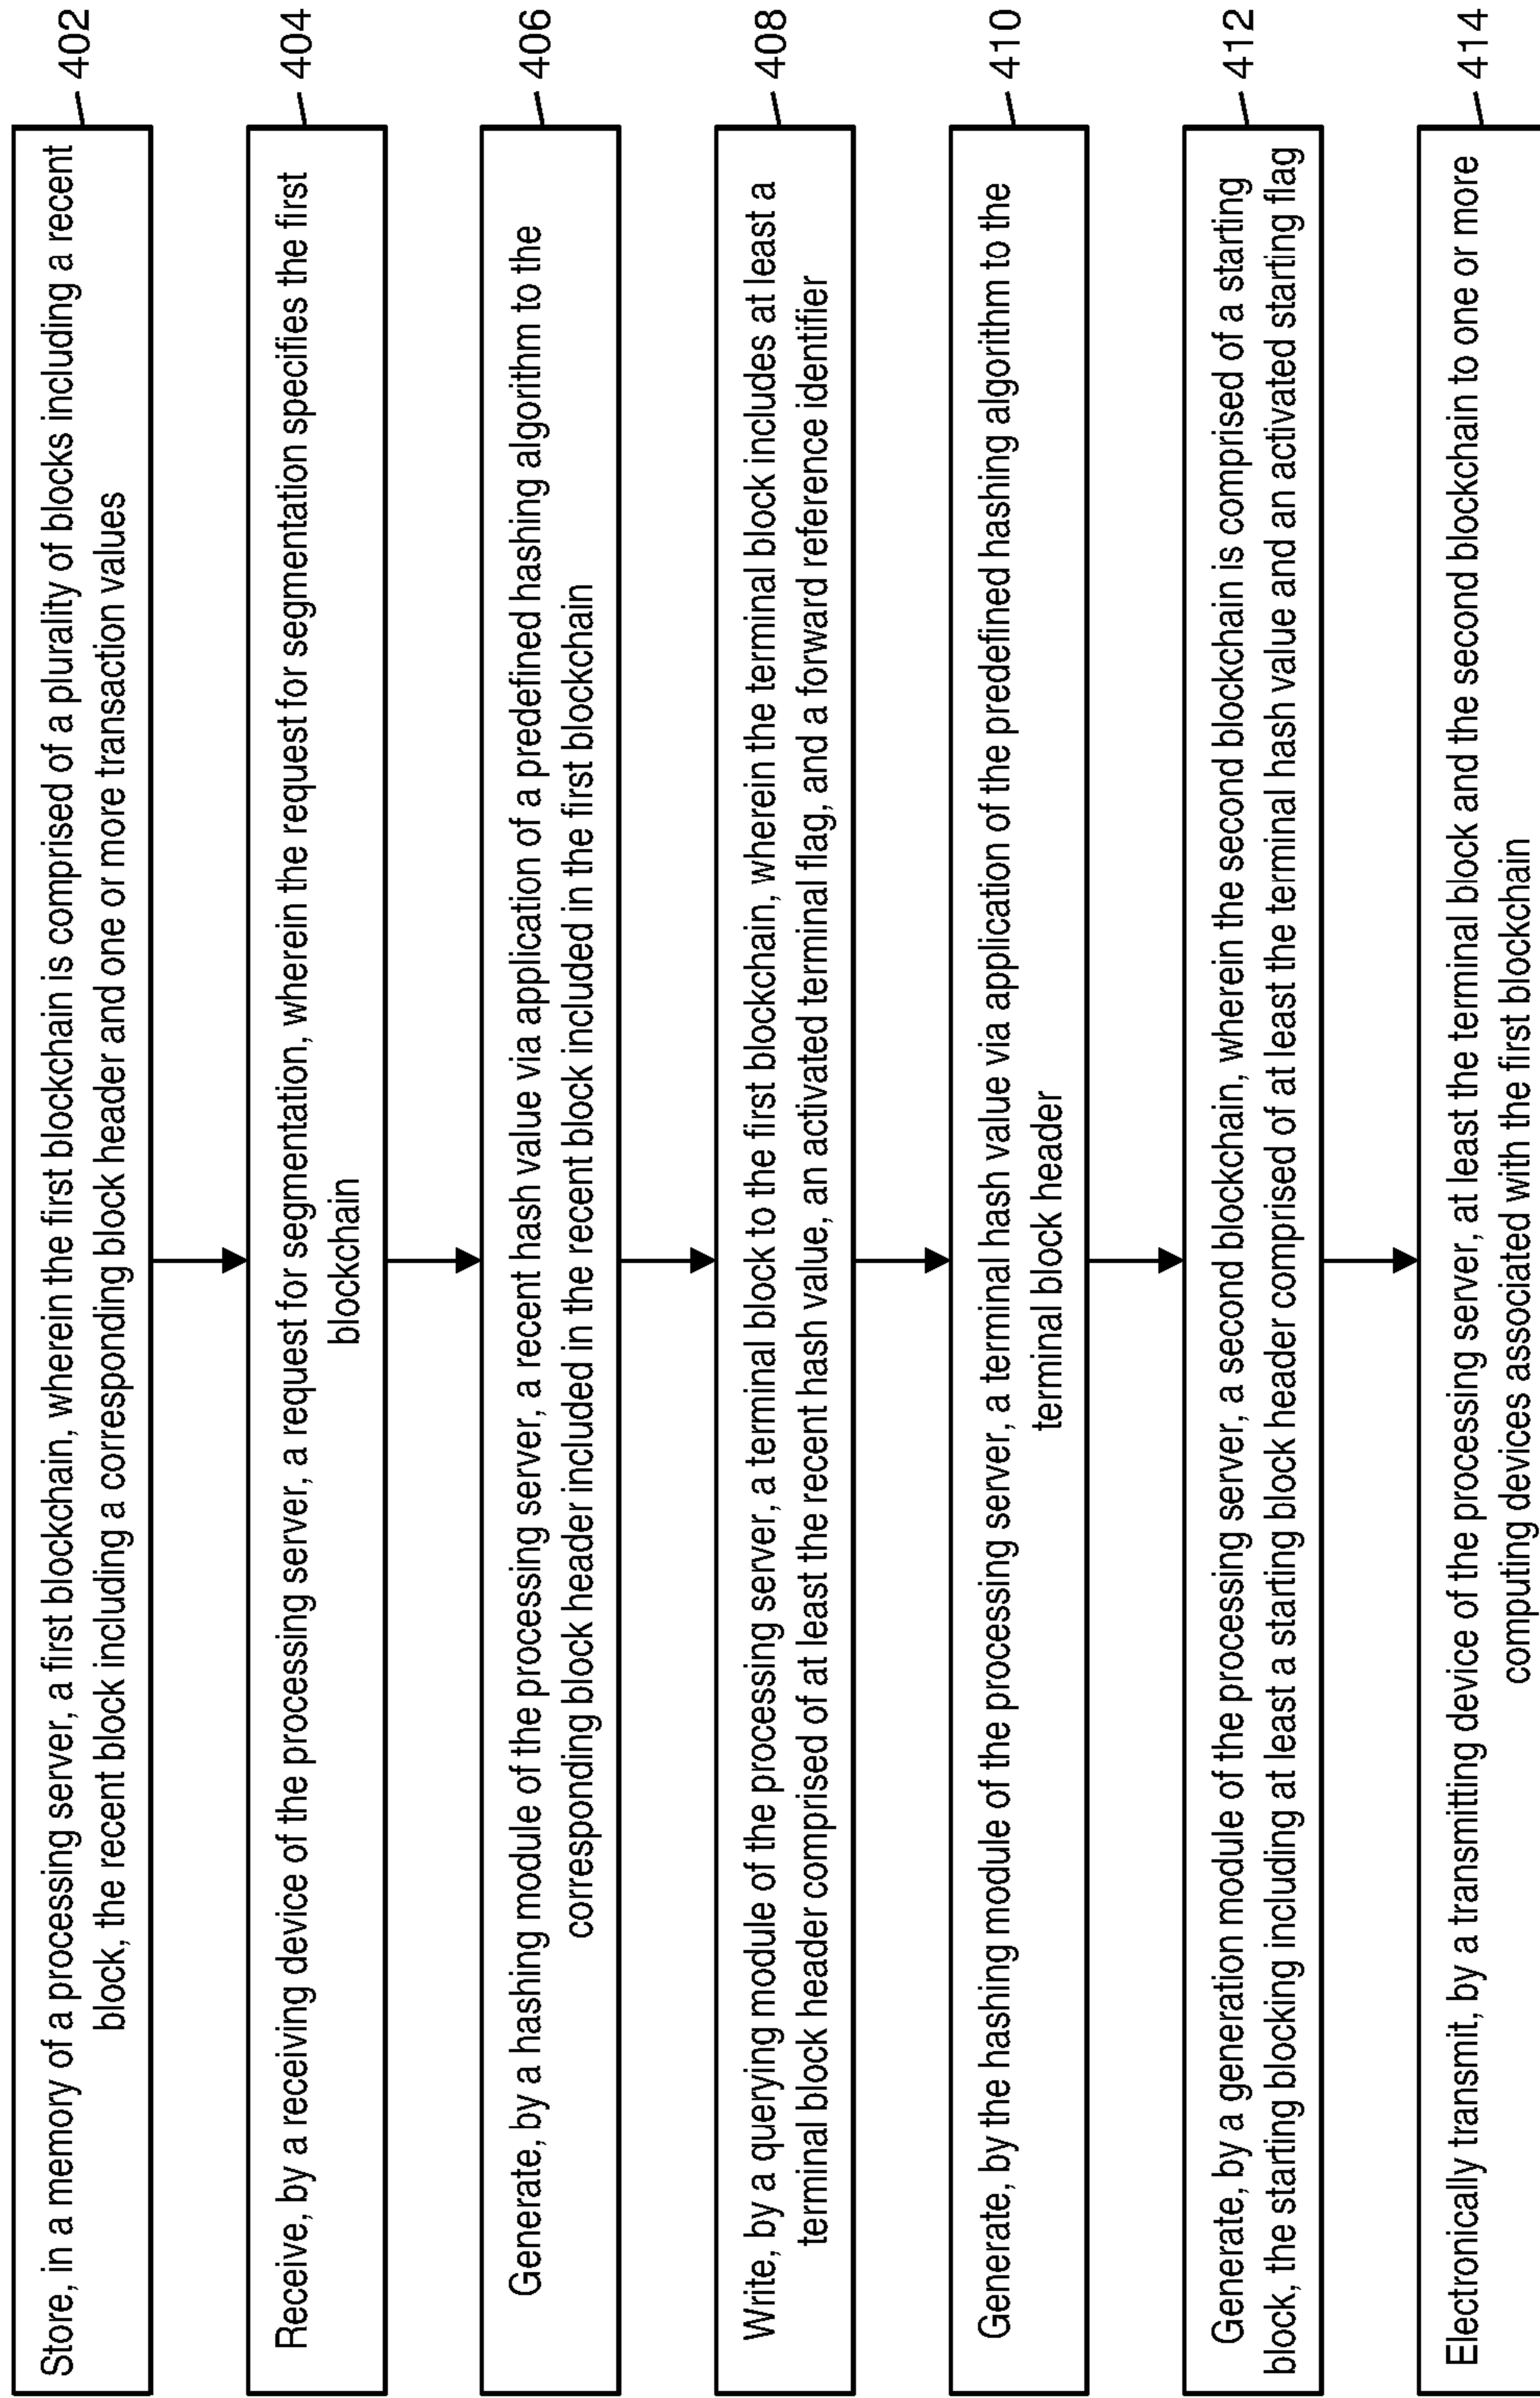 Store, in a memory of a processing server, a first blockchain, wherein the first blockchain is comprised of a plurality of blocks including a recent
block, the recent block including a corresponding block header and one or more transaction values
402
Receive, by a receiving device of the processing server, a request for segmentation, wherein the request for segmentation specifies the first
blockchain
404
Generate, by a hashing module of the processing server, a recent hash value via application of a predefined hashing algorithm to the
corresponding block header included in the recent block included in the first blockchain
406
Write, by a querying module of the processing server, a terminal block to the first blockchain, wherein the terminal block includes at least a
terminal block header comprised of at least the recent hash value, an activated terminal flag, and a forward reference identifier
408
Generate, by the hashing module of the processing server, a terminal hash value via application of the predefined hashing algorithm to the
terminal block header
410
Generate, by a generation module of the processing server, a second blockchain, wherein the second blockchain is comprised of a starting
block, the starting blocking including at least a starting block header comprised of at least the terminal hash value and an activated starting flag
412
Electronically transmit, by a transmitting device of the processing server, at least the terminal block and the second blockchain to one or more
computing devices associated with the first blockchain
414